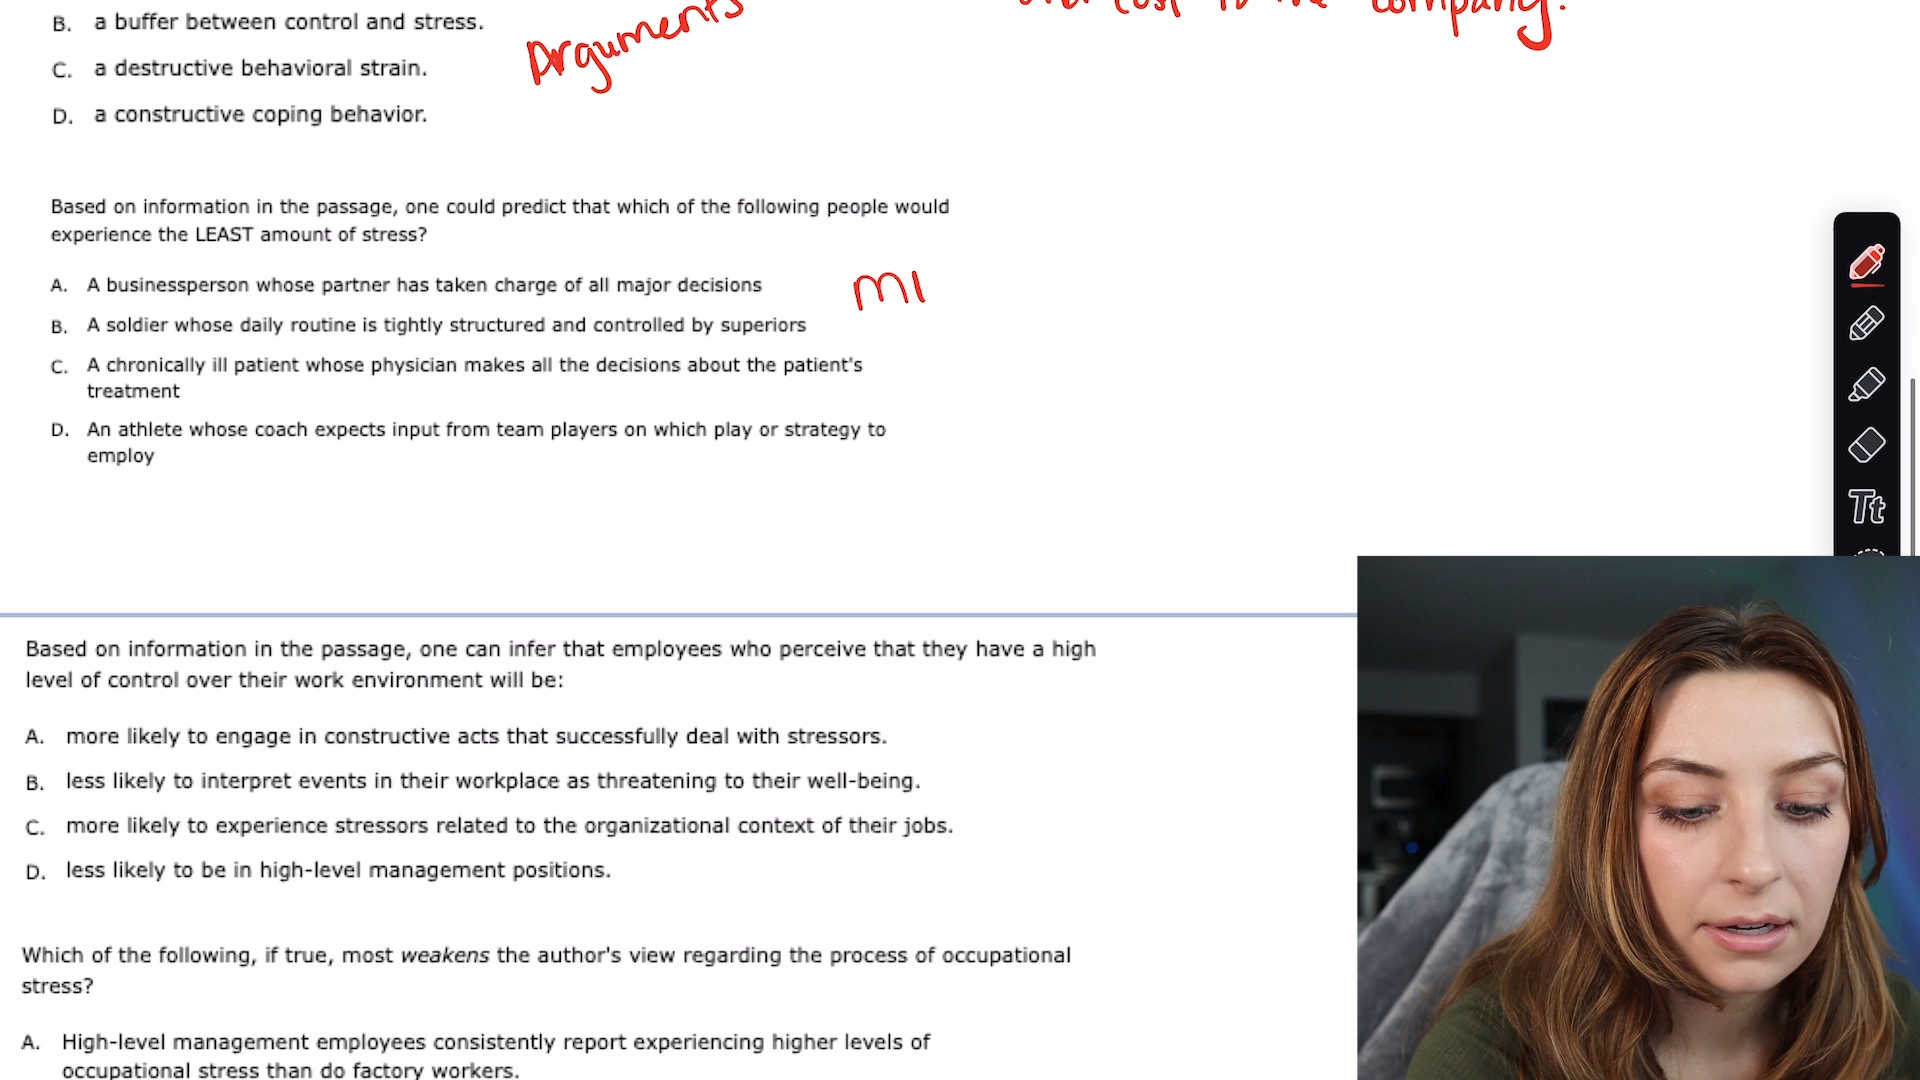 B. a buffer between control and stress.
Arguments
company.
C. a destructive behavioral strain.
D. a constructive coping behavior.
Based on information in the passage, one could predict that which of the following people would
experience the LEAST amount of stress?
A. A businessperson whose partner has taken charge of all major decisions
MI
B. A soldier whose daily routine is tightly structured and controlled by superiors
C. A chronically ill patient whose physician makes all the decisions about the patient's
treatment
D. An athlete whose coach expects input from team players on which play or strategy to
employ
Tt
Based on information in the passage, one can infer that employees who perceive that they have a high
level of control over their work environment will be:
A. more likely to engage in constructive acts that successfully deal with stressors.
B. less likely to interpret events in their workplace as threatening to their well-being.
C. more likely to experience stressors related to the organizational context of their jobs.
D. less likely to be in high-level management positions.
Which of the following, if true, most weakens the author's view regarding the process of occupational
stress?
A. High-level management employees consistently report experiencing higher levels of
occupational stress than do factory workers.